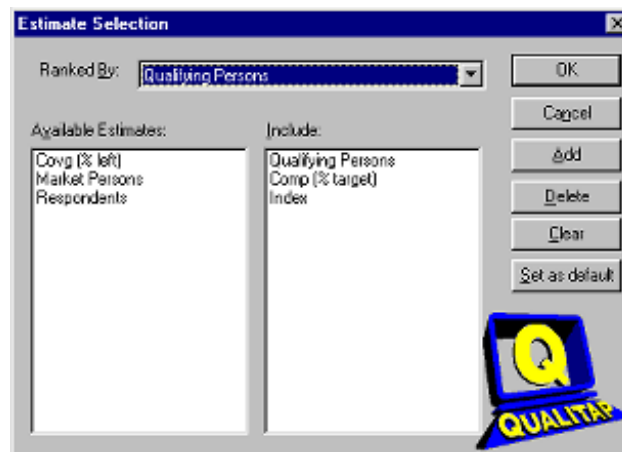 Estimate Selection
Ranked By: Qualifying Persons
OK
Cancel
Available Estimates:
Include:
Add
Covg (% left)
Market Persons
Respondents
Qualifying Persons
Comp (% target)
Index
Delete
Clear
Set as default
Q
QUALITAP